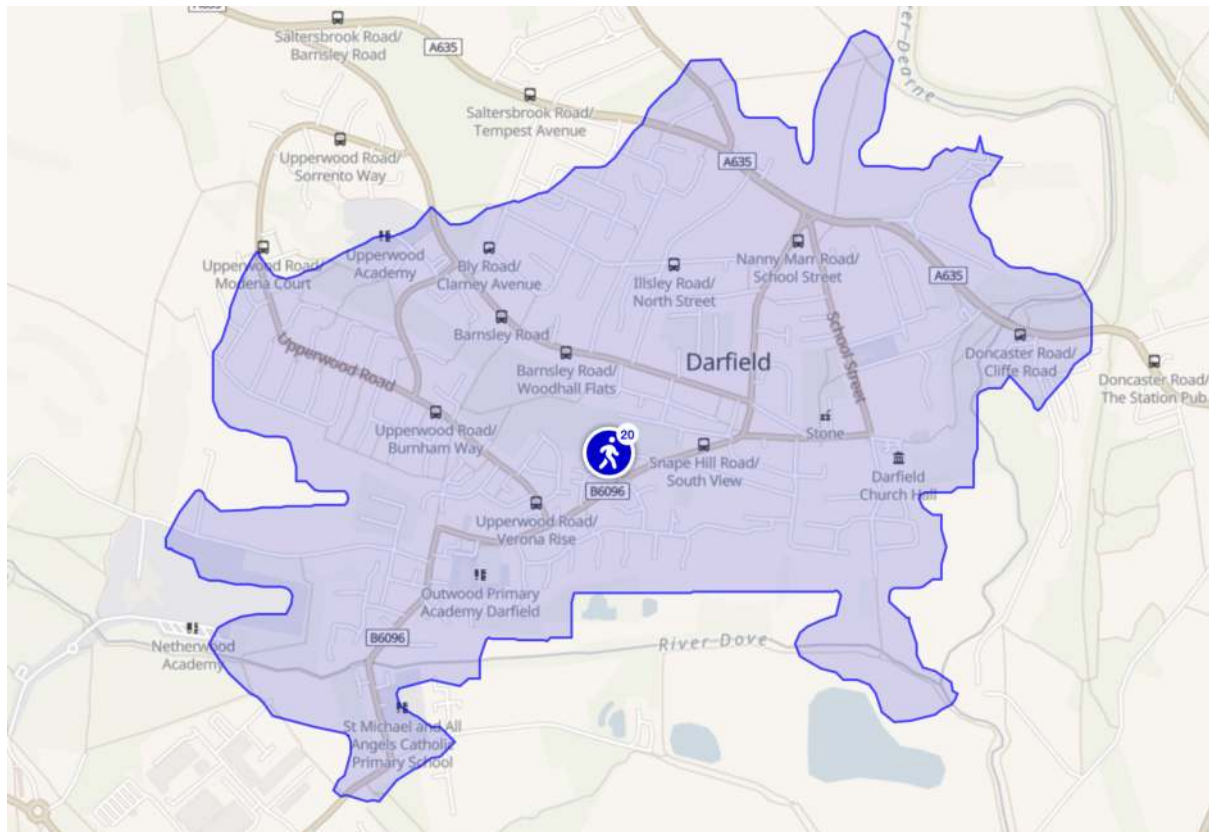 A635
Saltersbrook Road/
Barnsley Road
A635
River Dearne
Saltersbrook Road/
Tempest Avenue
Upperwood Road/
Sorrento Way
A635
Upperwood Road/
Modena Court
Upperwood
Academy
Bly Road/
Clarney Avenue
Illsley Road/
North Street
Nanny Marr Road/
School Street
A635
Barnsley Road
School Street
Upperwood Road
Barnsley Road/
Woodhall Flats
Darfield
Doncaster Road/
Cliffe Road
Doncaster Road/
The Station Pub
Upperwood Road/
Burnham Way
Stone
20
Snape Hill Road/
South View
Darfield
Church Hall
B6096
Upperwood Road/
Verona Rise
Outwood Primary
Academy Darfield
B6096
River Dove
Netherwood
Academy
St Michael and All
Angels Catholic
Primary School